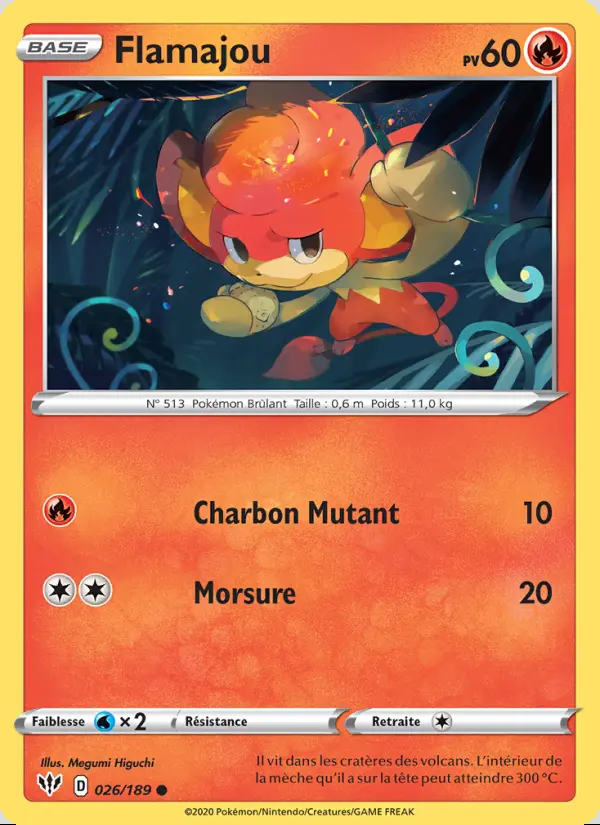 BASE Flamajou PV60
N° 513 Pokémon Brûlant Taille : 0,6 m Poids : 11,0 kg
Charbon Mutant 10
Morsure 20
Faiblesse ×2 Résistance Retraite
Illus. Megumi Higuchi
Il vit dans les cratères des volcans. L'intérieur de
la mèche qu'il a sur la tête peut atteindre 300 °C.
D 026/189
©2020 Pokémon/Nintendo/Creatures/GAME FREAK